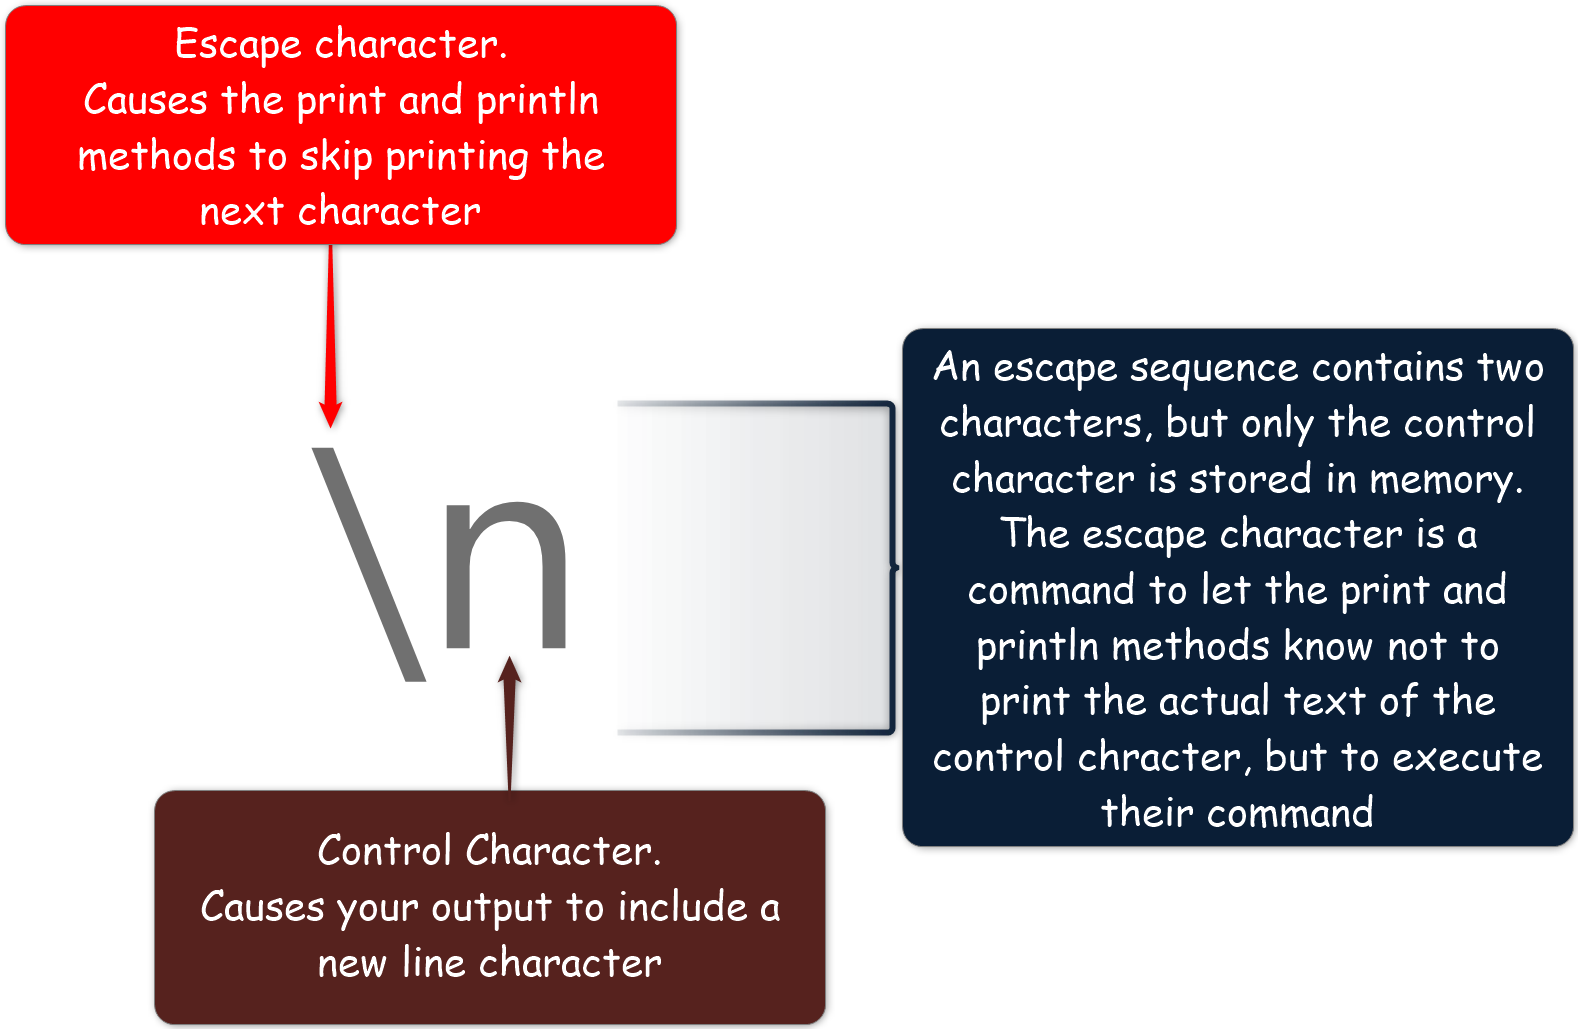 Escape character.
Causes the print and println
methods to skip printing the
next character
An escape sequence contains two
characters, but only the control
character is stored in memory.
The escape character is a
command to let the print and
println methods know not to
print the actual text of the
control chracter, but to execute
their command
\n
Control Character.
Causes your output to include a
new line character